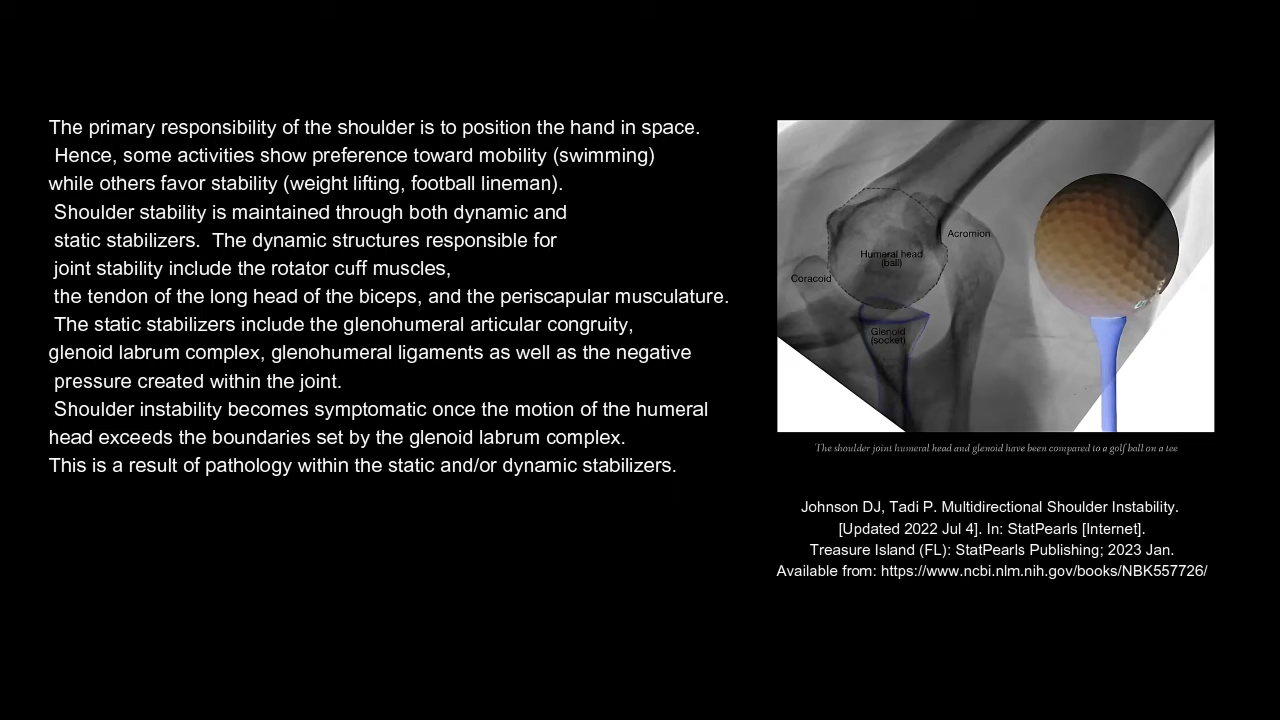 The primary responsibility of the shoulder is to position the hand in space.
Hence, some activities show preference toward mobility (swimming)
while others favor stability (weight lifting, football lineman).
Shoulder stability is maintained through both dynamic and
static stabilizers.  The dynamic structures responsible for
joint stability include the rotator cuff muscles,
the tendon of the long head of the biceps, and the periscapular musculature.
The static stabilizers include the glenohumeral articular congruity,
glenoid labrum complex, glenohumeral ligaments as well as the negative
pressure created within the joint.
Shoulder instability becomes symptomatic once the motion of the humeral
head exceeds the boundaries set by the glenoid labrum complex.
This is a result of pathology within the static and/or dynamic stabilizers.
Acromion
Humeral head
(ball)
Coracoid
Glenoid
(socket)
The shoulder joint humeral head and glenoid have been compared to a golf ball on a tee
Johnson DJ, Tadi P. Multidirectional Shoulder Instability.
[Updated 2022 Jul 4]. In: StatPearls [Internet].
Treasure Island (FL): StatPearls Publishing; 2023 Jan.
Available from: https://www.ncbi.nlm.nih.gov/books/NBK557726/